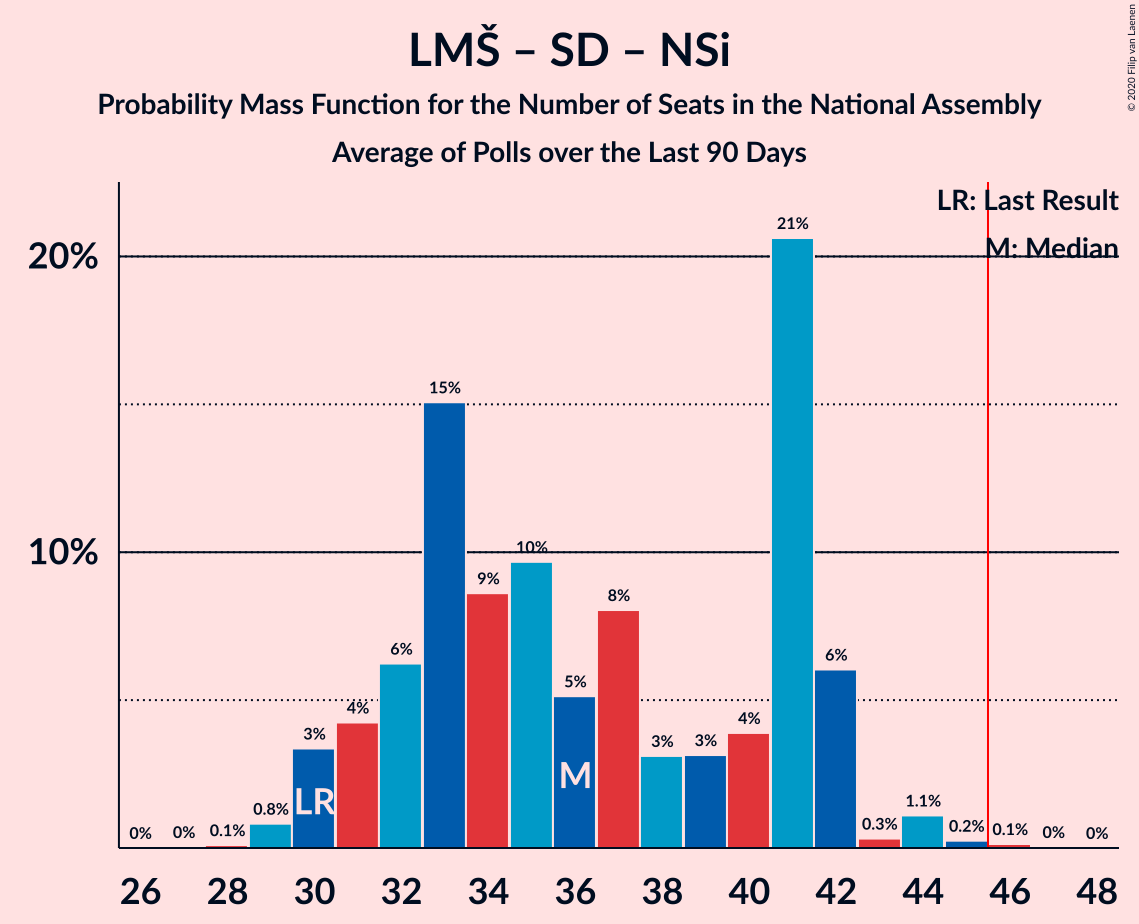 © 2020 Filip van Laenen
LMŠ – SD – NSi
Probability Mass Function for the Number of Seats in the National Assembly
Average of Polls over the Last 90 Days
LR: Last Result
M: Median
20%
10%
0%
0%
0.1%
0.8%
3%
4%
6%
15%
9%
10%
5%
8%
3%
3%
4%
21%
6%
0.3%
1.1%
0.2%
0.1%
0%
0%
LR
M
26 28 30 32 34 36 38 40 42 44 46 48